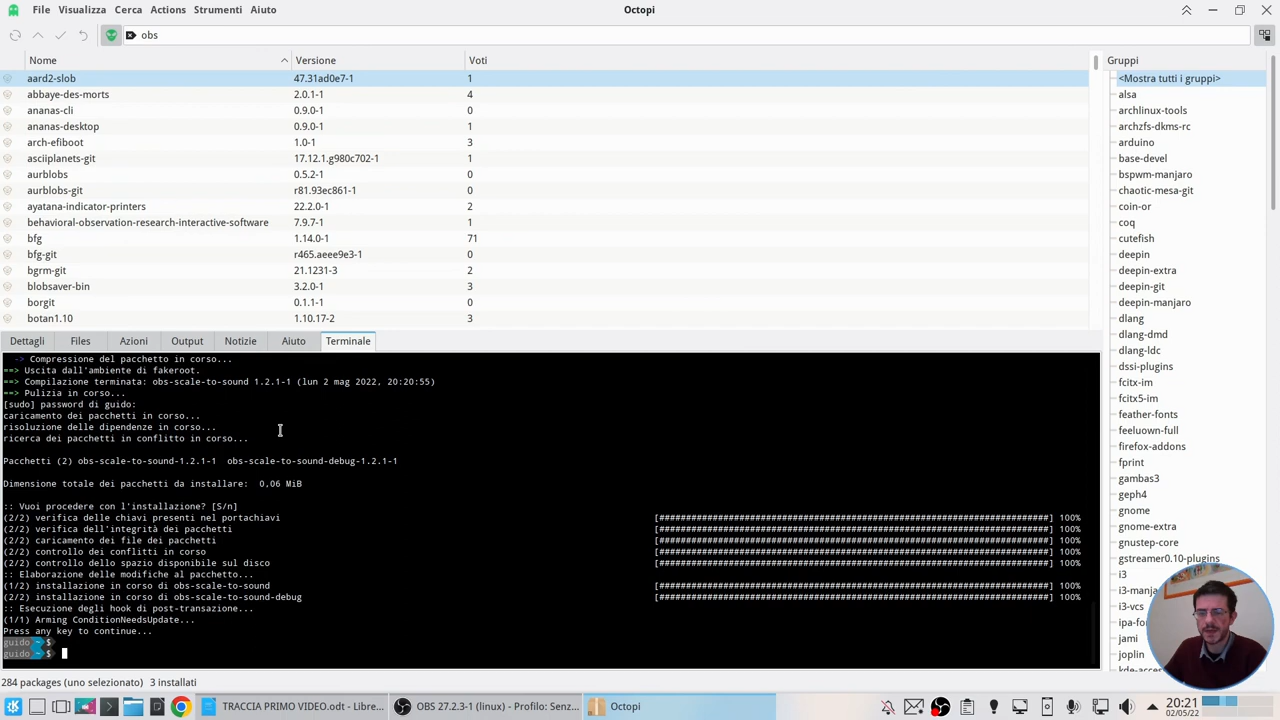 File Visualizza Cerca Actions Strumenti Aiuto
Octopi
obs
Nome Versione Voti
aard2-slob 47.31ad0e7-1 1
abbaye-des-morts 2.0.1-1 4
ananas-cli 0.9.0-1 0
ananas-desktop 0.9.0-1 1
arch-efiboot 1.0-1 3
asciiplanets-git 17.12.1.g980c702-1 1
aurblobs 0.5.2-1 0
aurblobs-git r81.93ec861-1 0
ayatana-indicator-printers 22.2.0-1 2
behavioral-observation-research-interactive-software 7.9.7-1 1
bfg 1.14.0-1 71
bfg-git r465.aeee9e3-1 0
bgrm-git 21.1231-3 2
blobsaver-bin 3.2.0-1 3
borgit 0.1.1-1 0
botan1.10 1.10.17-2 3
Gruppi
<Mostra tutti i gruppi>
alsa
archlinux-tools
archzfs-dkms-rc
arduino
base-devel
bspwm-manjaro
chaotic-mesa-git
coin-or
coq
cutefish
deepin
deepin-extra
deepin-git
deepin-manjaro
dlang
dlang-dmd
dlang-ldc
dssi-plugins
fcitx-im
fcitx5-im
feather-fonts
feeluown-full
firefox-addons
fprint
gambas3
geph4
gnome
gnome-extra
gnustep-core
gstreamer0.10-plugins
i3
i3-manja
i3-vcs
ipa-fo
jami
joplin
kde-acces
Dettagli Files Azioni Output Notizie Aiuto Terminale
-> Compressione del pacchetto in corso...
==> Uscita dall'ambiente di fakeroot.
==> Compilazione terminata: obs-scale-to-sound 1.2.1-1 (lun 2 mag 2022, 20:20:55)
==> Pulizia in corso...
[sudo] password di guido:
caricamento dei pacchetti in corso...
risoluzione delle dipendenze in corso...
ricerca dei pacchetti in conflitto in corso...
Pacchetti (2) obs-scale-to-sound-1.2.1-1 obs-scale-to-sound-debug-1.2.1-1
Dimensione totale dei pacchetti da installare: 0,06 MiB
:: Vuoi procedere con l'installazione? [S/n]
(2/2) verifica delle chiavi presenti nel portachiavi [###########################################################] 100%
(2/2) verifica dell'integrità dei pacchetti [###########################################################] 100%
(2/2) caricamento dei file dei pacchetti [###########################################################] 100%
(2/2) controllo dei conflitti in corso [###########################################################] 100%
(2/2) controllo dello spazio disponibile sul disco [###########################################################] 100%
:: Elaborazione delle modifiche al pacchetto...
(1/2) installazione in corso di obs-scale-to-sound [###########################################################] 100%
(2/2) installazione in corso di obs-scale-to-sound-debug [###########################################################] 100%
:: Esecuzione degli hook di post-transazione...
(1/1) Arming ConditionNeedsUpdate...
Press any key to continue...
guido ~ $
guido ~ $
284 packages (uno selezionato) 3 installati
TRACCIA PRIMO VIDEO.odt - Libre...
OBS 27.2.3-1 (linux) - Profilo: Senz...
Octopi
20:21
02/05/22